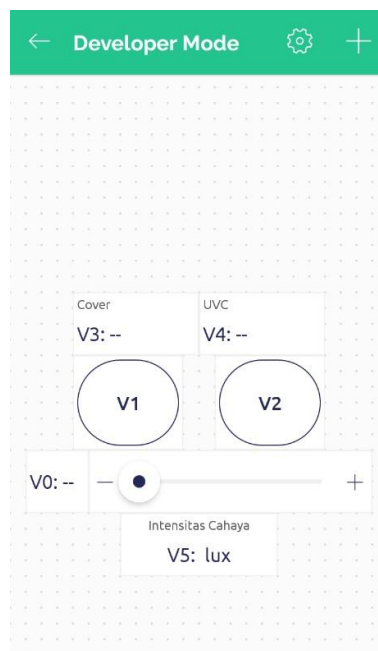 Developer Mode
Cover UVC
V3: -- V4: --
V1 V2
V0: --
Intensitas Cahaya
V5: lux